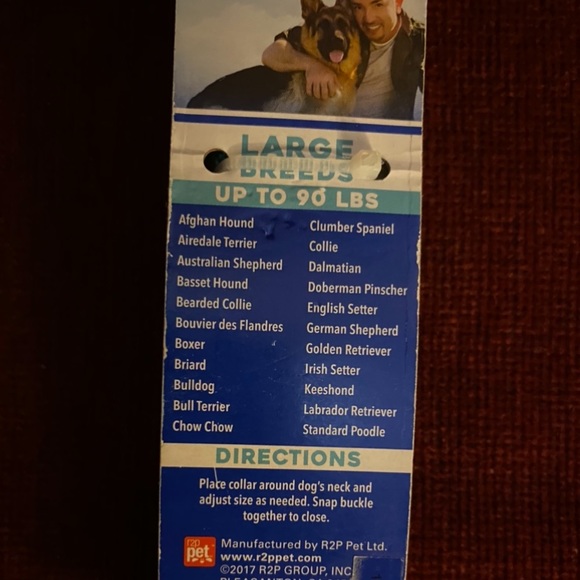 LARGE
BREEDS
UP TO 90 LBS
Afghan Hound
Airedale Terrier
Australian Shepherd
Basset Hound
Bearded Collie
Bouvier des Flandres
Boxer
Briard
Bulldog
Bull Terrier
Chow Chow
Clumber Spaniel
Collie
Dalmatian
Doberman Pinscher
English Setter
German Shepherd
Golden Retriever
Irish Setter
Keeshond
Labrador Retriever
Standard Poodle
DIRECTIONS
Place collar around dog's neck and
adjust size as needed. Snap buckle
together to close.
r2p
pet
Manufactured by R2P Pet Ltd.
www.r2ppet.com
©2017 R2P GROUP, INC
PLEASANTON